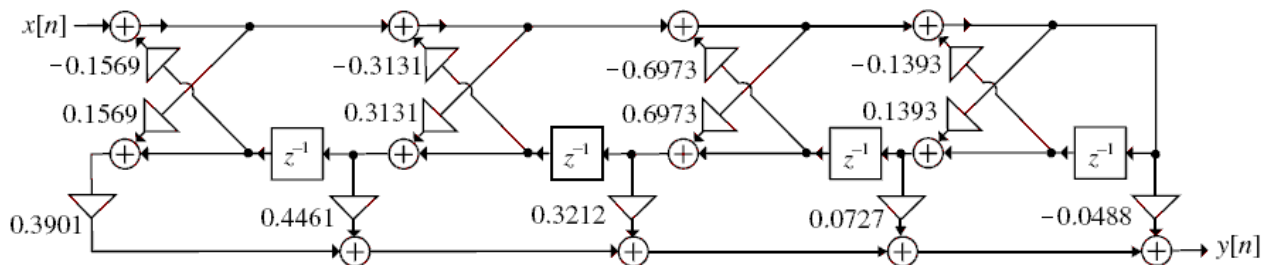 x[n]
-0.1569
-0.3131
-0.6973
-0.1393
0.1569
0.3131
0.6973
0.1393
z⁻¹
z⁻¹
z⁻¹
z⁻¹
0.3901
0.4461
0.3212
0.0727
-0.0488
y[n]